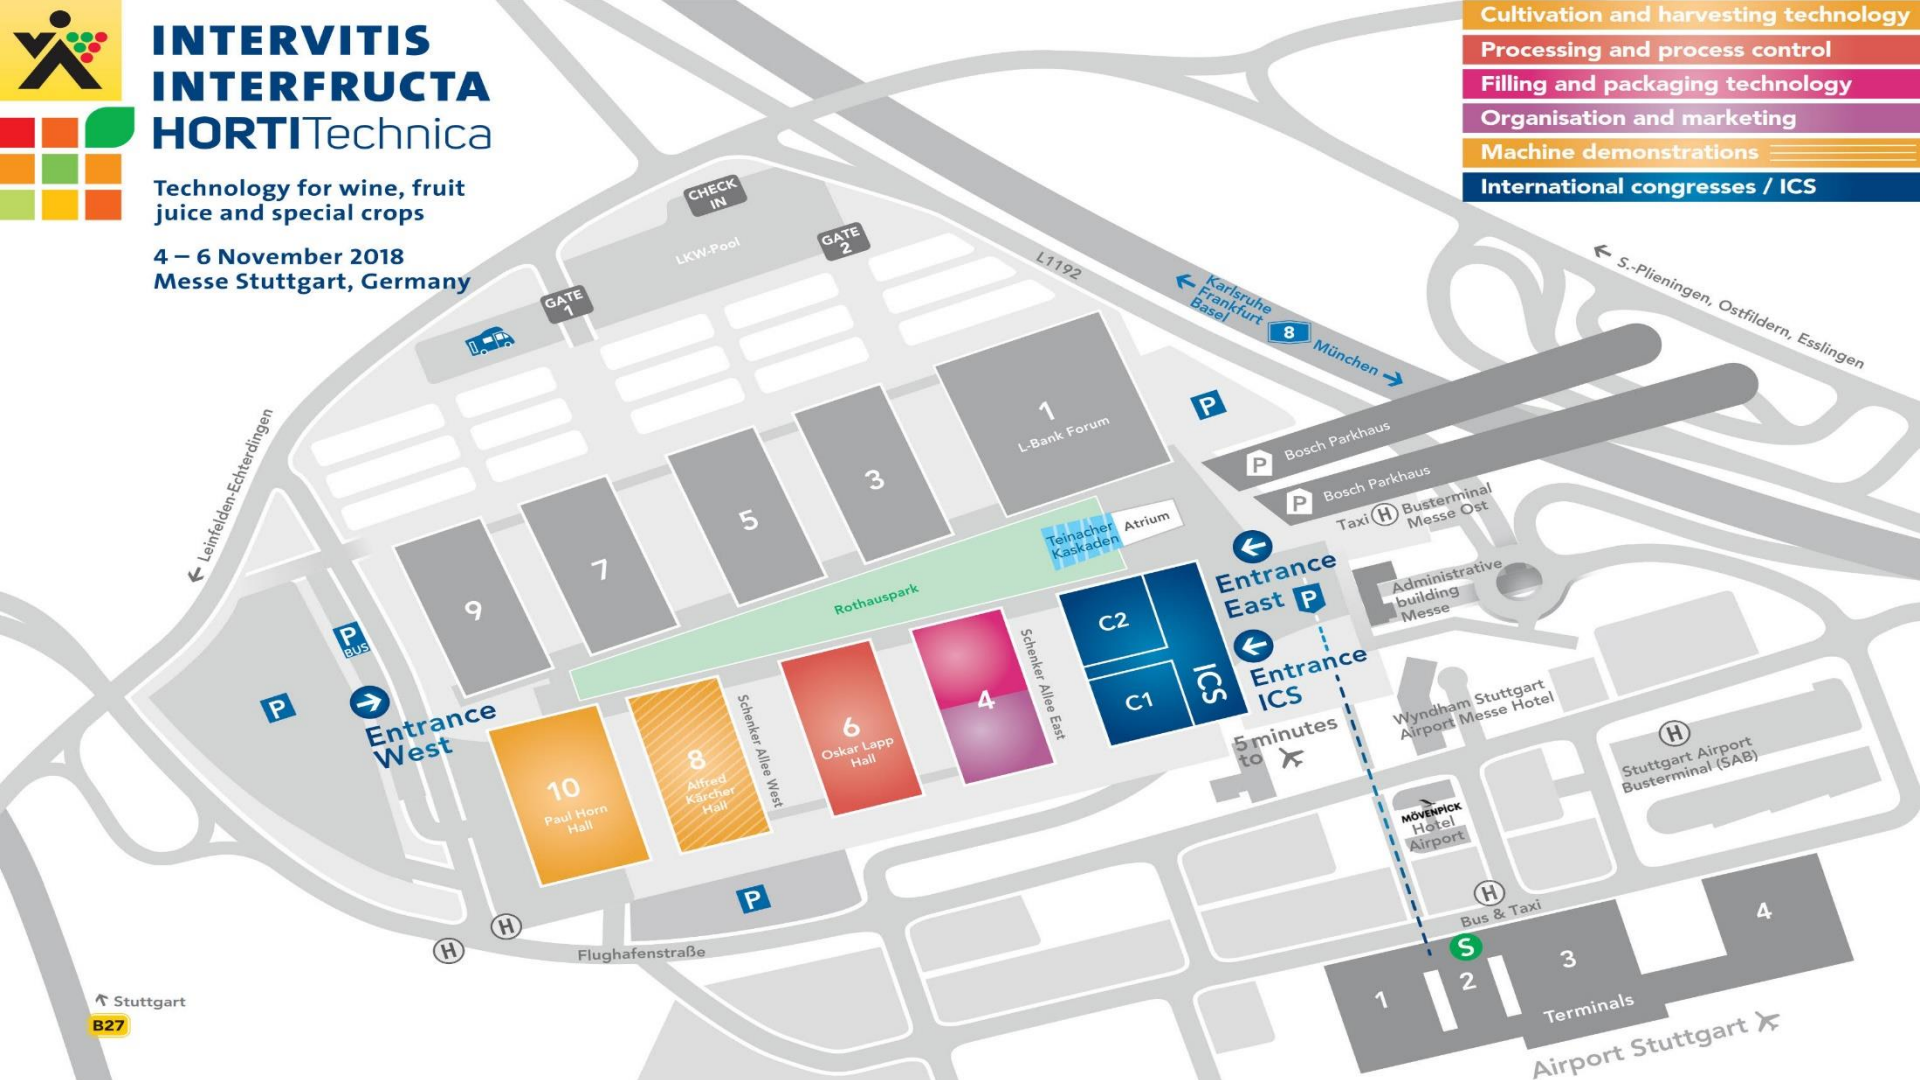 INTERVITIS
INTERFRUCTA
HORTITechnica
Technology for wine, fruit
juice and special crops
4 – 6 November 2018
Messe Stuttgart, Germany
Cultivation and harvesting technology
Processing and process control
Filling and packaging technology
Organisation and marketing
Machine demonstrations
International congresses / ICS
CHECK
IN
LKW-Pool
GATE
2
GATE
1
L1192
Karlsruhe
Frankfurt
Basel
8
München
S.-Plieningen, Ostfildern, Esslingen
Leinfelden-Echterdingen
P
1
L-Bank Forum
3
5
7
9
P
Bosch Parkhaus
P
Bosch Parkhaus
Taxi H Busterminal
Messe Ost
Atrium
Teinacher
Kaskaden
Rothauspark
Entrance
East P
Administrative
building
Messe
P
BUS
P
Entrance
West
C2
C1
ICS
Entrance
ICS
5 minutes
to
Schenker Allee East
4
6
Oskar Lapp
Hall
Schenker Allee West
8
Alfred
Kärcher
Hall
10
Paul Horn
Hall
Wyndham Stuttgart
Airport Messe Hotel
H
Stuttgart Airport
Busterminal (SAB)
MÖVENPICK
Hotel
Airport
P
H
H
Flughafenstraße
H
Bus & Taxi
S
1
2
3
4
Terminals
Airport Stuttgart
Stuttgart
B27